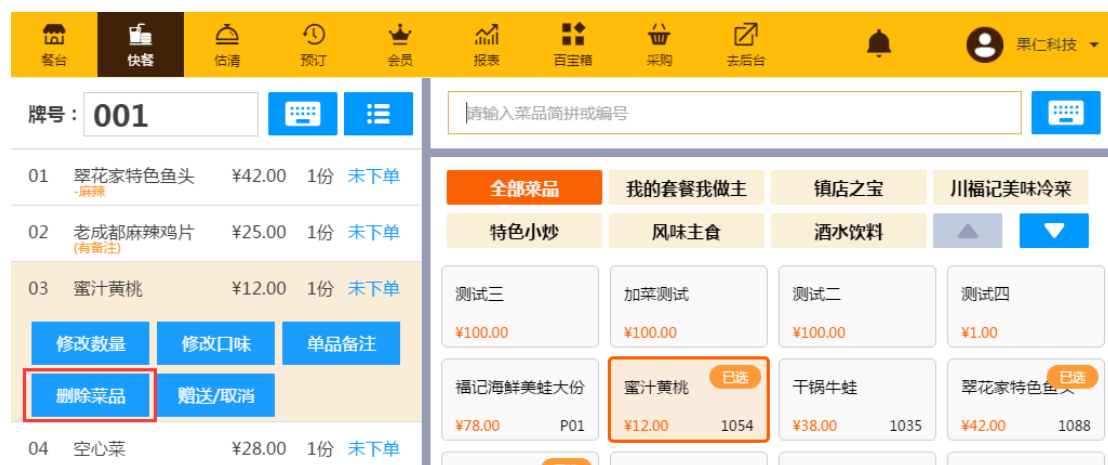 餐台 快餐 估清 预订 会员 报表 百宝箱 采购 去后台 果仁科技
牌号： 001
请输入菜品简拼或编号
01 翠花家特色鱼头 ¥42.00 1份 未下单
-麻辣
02 老成都麻辣鸡片 ¥25.00 1份 未下单
(有备注)
03 蜜汁黄桃 ¥12.00 1份 未下单
修改数量 修改口味 单品备注
删除菜品 赠送/取消
04 空心菜 ¥28.00 1份 未下单
全部菜品 我的套餐我做主 镇店之宝 川福记美味冷菜
特色小炒 风味主食 酒水饮料
测试三 加菜测试 测试二 测试四
¥100.00 ¥100.00 ¥100.00 ¥1.00
福记海鲜美蛙大份 蜜汁黄桃 已选 干锅牛蛙 翠花家特色鱼 已选
¥78.00 P01 ¥12.00 1054 ¥38.00 1035 ¥42.00 1088